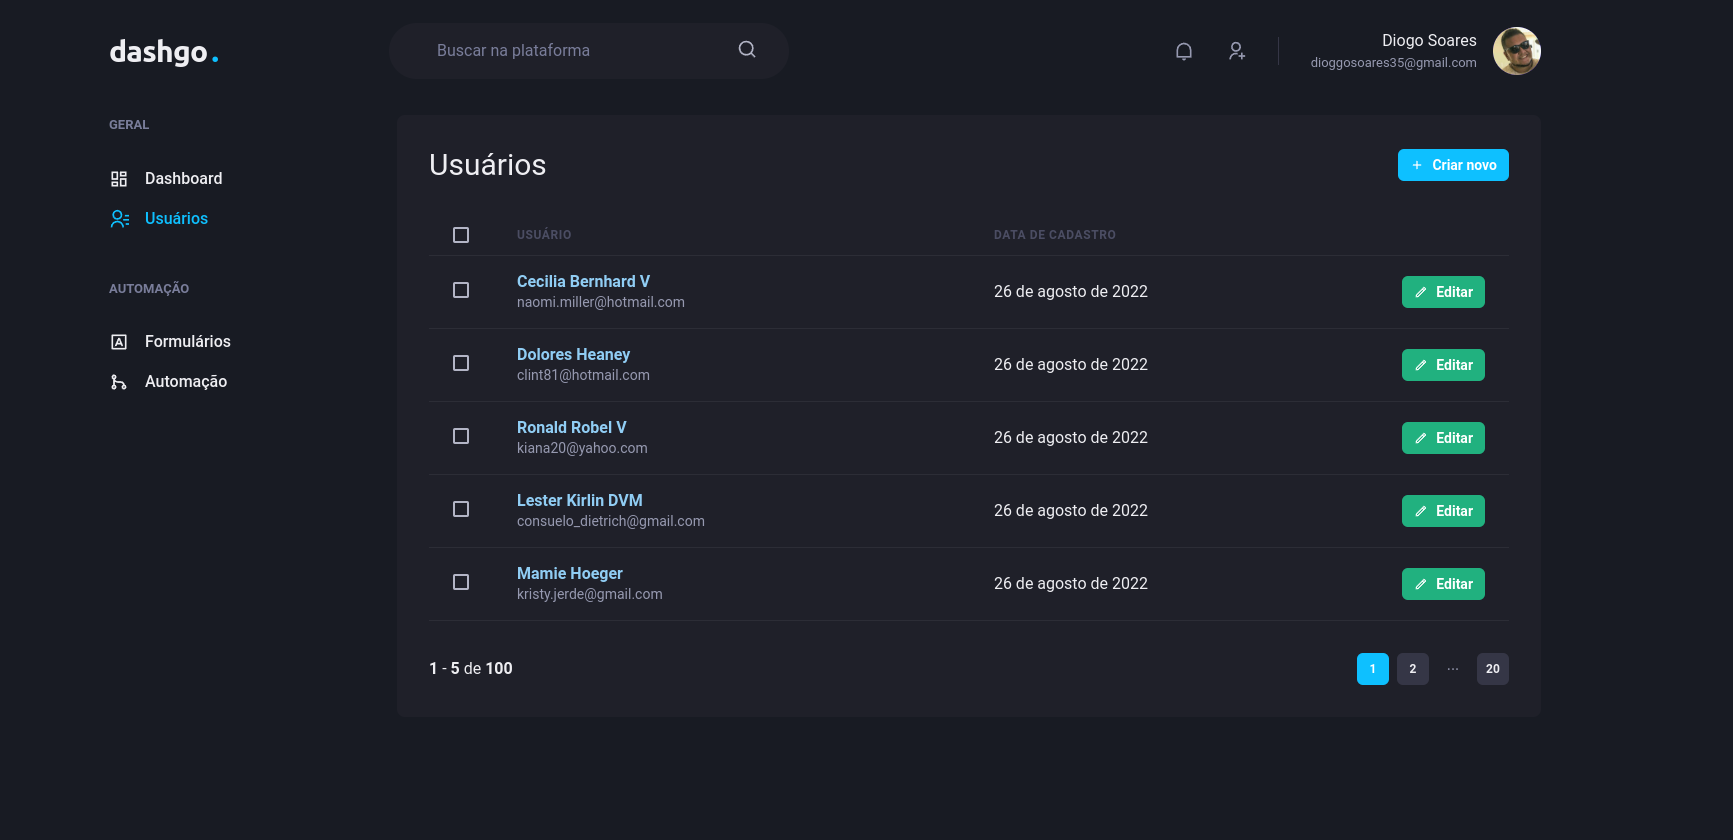 dashgo.
Buscar na plataforma
Diogo Soares
dioggosoares35@gmail.com
GERAL
Dashboard
Usuários
AUTOMAÇÃO
Formulários
Automação
Usuários
+ Criar novo
USUÁRIO DATA DE CADASTRO
Cecilia Bernhard V
naomi.miller@hotmail.com
26 de agosto de 2022
Editar
Dolores Heaney
clint81@hotmail.com
26 de agosto de 2022
Editar
Ronald Robel V
kiana20@yahoo.com
26 de agosto de 2022
Editar
Lester Kirlin DVM
consuelo_dietrich@gmail.com
26 de agosto de 2022
Editar
Mamie Hoeger
kristy.jerde@gmail.com
26 de agosto de 2022
Editar
1 - 5 de 100
1 2 ... 20